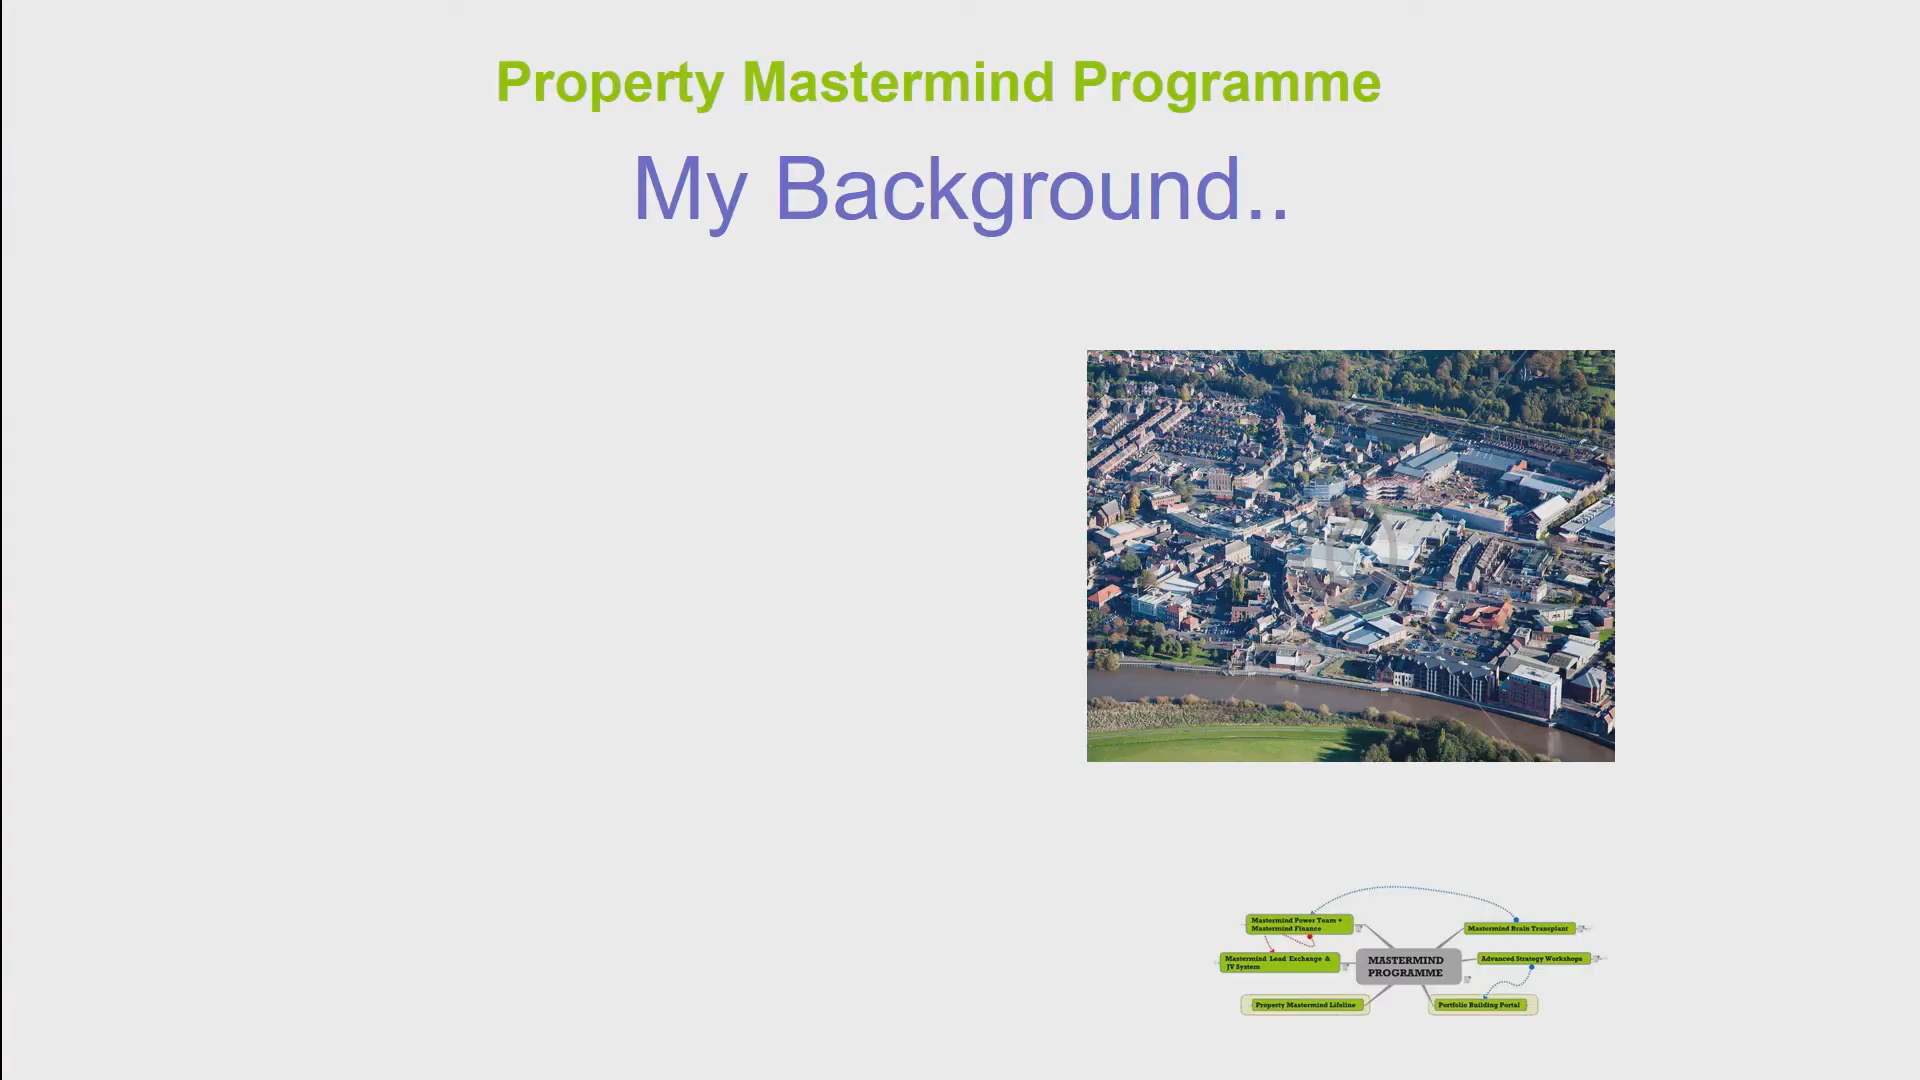 Property Mastermind Programme
My Background..
Mastermind Power Team +
Mastermind Finance
Mastermind Brain Transplant
Mastermind Lead Exchange &
JV System
MASTERMIND
PROGRAMME
Advanced Strategy Workshops
Property Mastermind Lifeline
Portfolio Building Portal